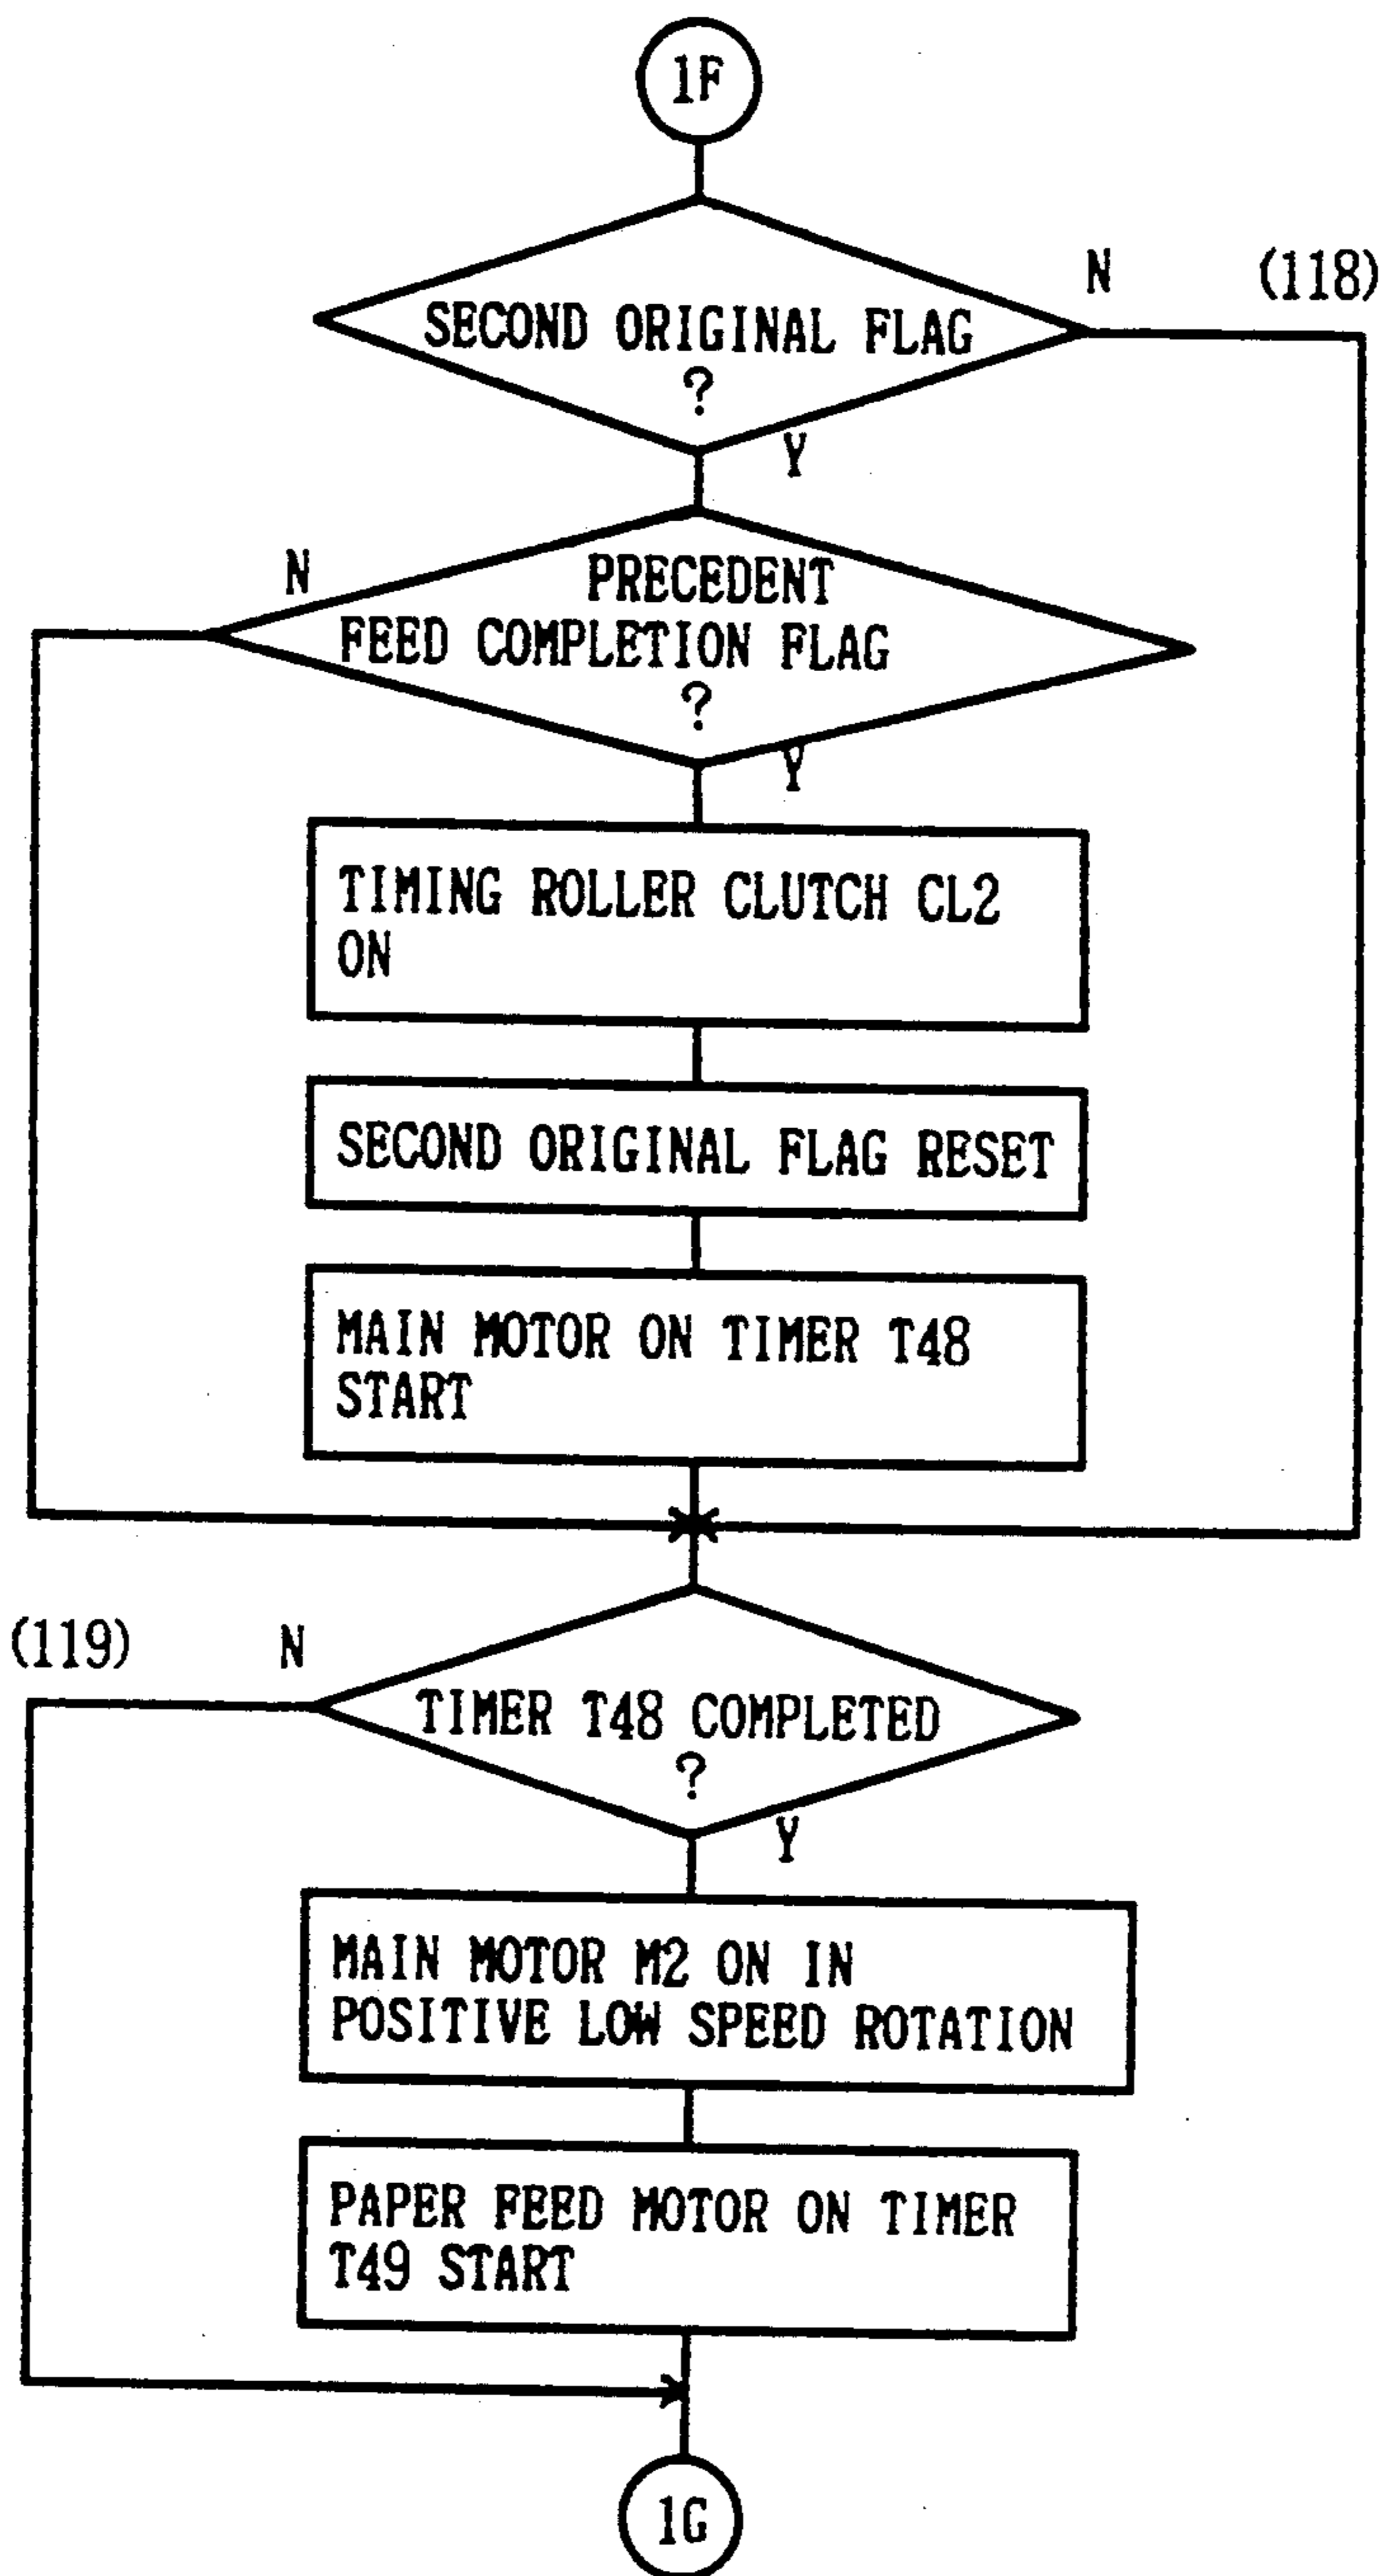 1F
N (118)
SECOND ORIGINAL FLAG
?
Y
N
PRECEDENT
FEED COMPLETION FLAG
?
Y
TIMING ROLLER CLUTCH CL2
ON
SECOND ORIGINAL FLAG RESET
MAIN MOTOR ON TIMER T48
START
(119) N
TIMER T48 COMPLETED
?
Y
MAIN MOTOR M2 ON IN
POSITIVE LOW SPEED ROTATION
PAPER FEED MOTOR ON TIMER
T49 START
1G